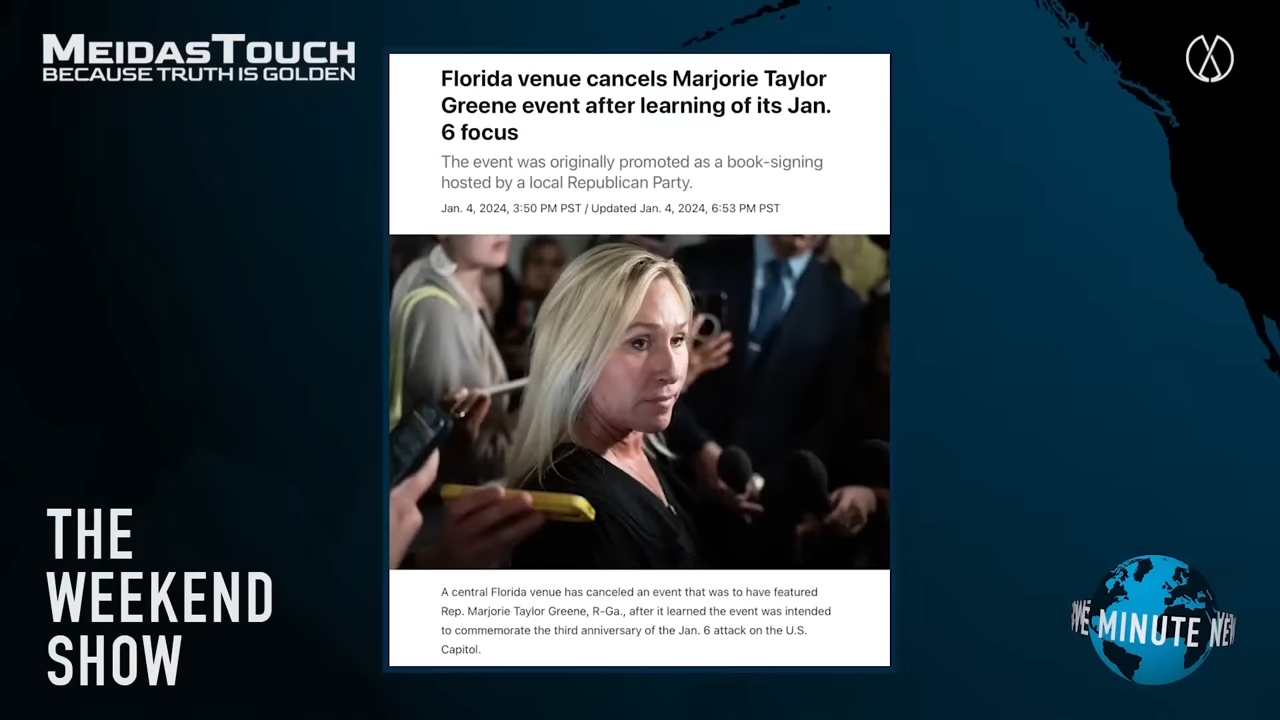 MEIDASTOUCH
BECAUSE TRUTH IS GOLDEN
Florida venue cancels Marjorie Taylor
Greene event after learning of its Jan.
6 focus
The event was originally promoted as a book-signing
hosted by a local Republican Party.
Jan. 4, 2024, 3:50 PM PST / Updated Jan. 4, 2024, 6:53 PM PST
A central Florida venue has canceled an event that was to have featured
Rep. Marjorie Taylor Greene, R-Ga., after it learned the event was intended
to commemorate the third anniversary of the Jan. 6 attack on the U.S.
Capitol.
THE
WEEKEND
SHOW
MINUTE